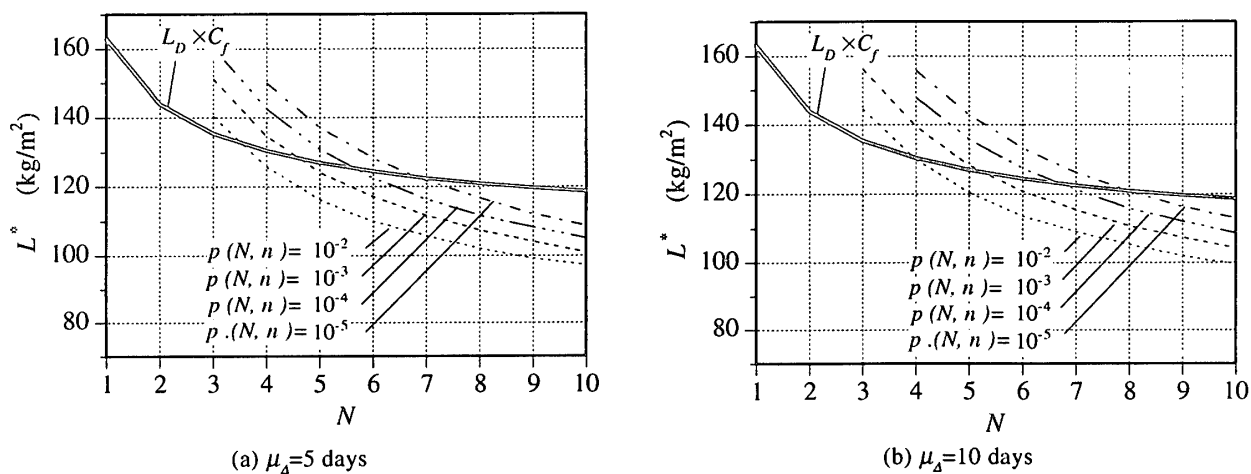 160
140
120
100
80
L* (kg/m²)
L_D ×C_f
p (N, n )= 10⁻²
p (N, n )= 10⁻³
p (N, n )= 10⁻⁴
p .(N, n )= 10⁻⁵
1 2 3 4 5 6 7 8 9 10
N
(a) μ_Δ=5 days
160
140
120
100
80
L* (kg/m²)
L_D ×C_f
p (N, n )= 10⁻²
p (N, n )= 10⁻³
p (N, n )= 10⁻⁴
p .(N, n )= 10⁻⁵
1 2 3 4 5 6 7 8 9 10
N
(b) μ_Δ=10 days